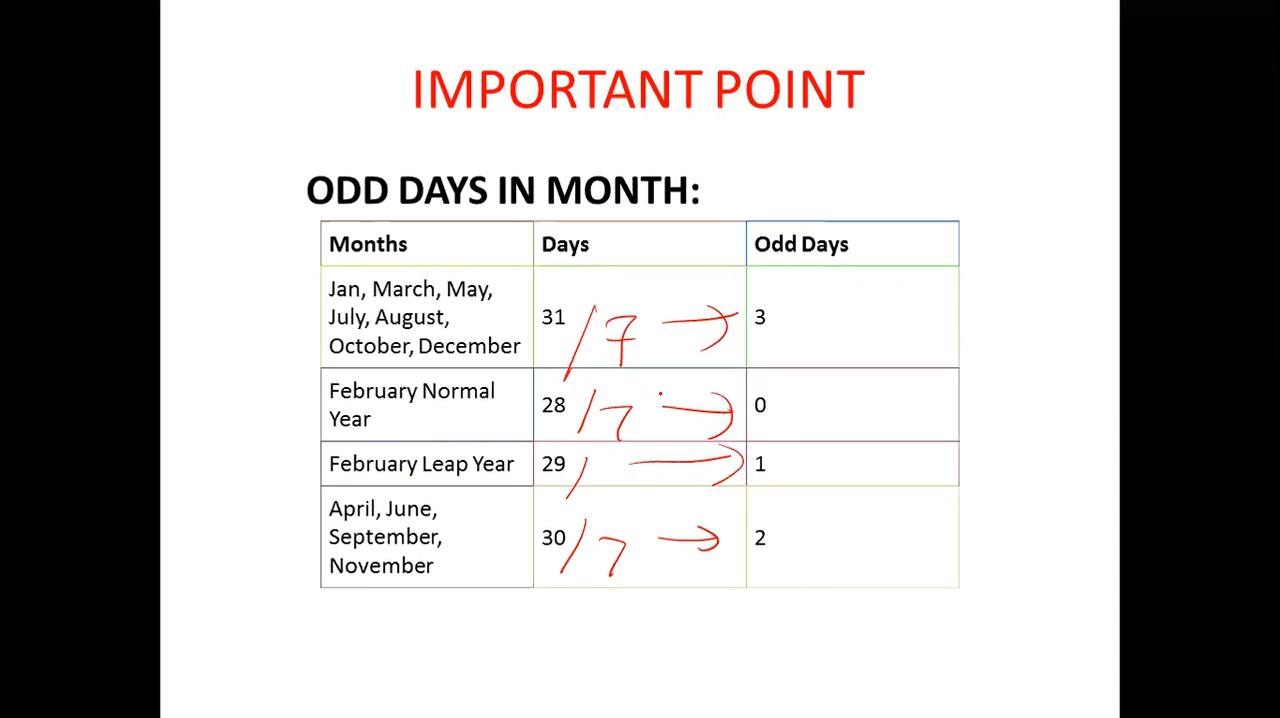 IMPORTANT POINT
ODD DAYS IN MONTH:
Months Days Odd Days
Jan, March, May,
July, August,
October, December
31 /7 → 3
February Normal
Year
28 /7 → 0
February Leap Year 29 / → 1
April, June,
September,
November
30 /7 → 2